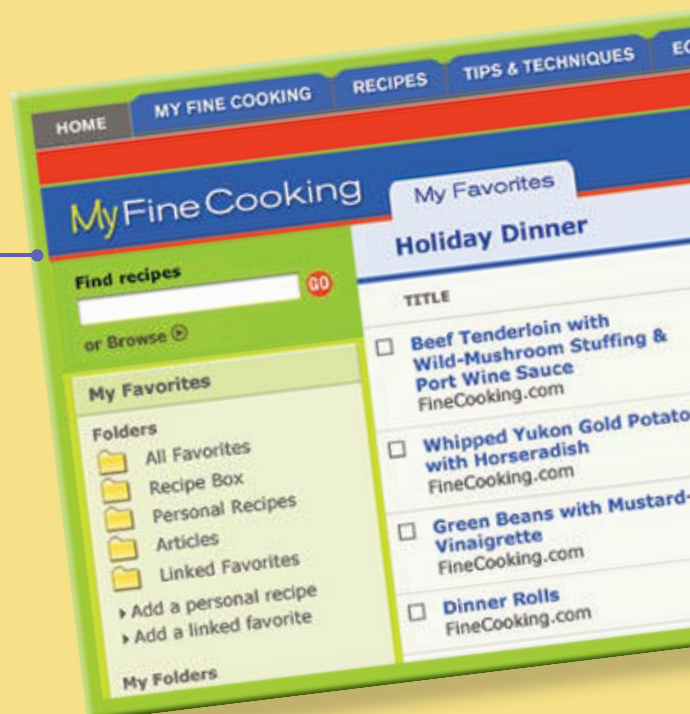 HOME MY FINE COOKING RECIPES TIPS & TECHNIQUES
MyFineCooking
My Favorites
Holiday Dinner
Find recipes
GO
or Browse
My Favorites
Folders
All Favorites
Recipe Box
Personal Recipes
Articles
Linked Favorites
Add a personal recipe
Add a linked favorite
My Folders
TITLE
Beef Tenderloin with
Wild-Mushroom Stuffing &
Port Wine Sauce
FineCooking.com
Whipped Yukon Gold Potato
with Horseradish
FineCooking.com
Green Beans with Mustard-
Vinaigrette
FineCooking.com
Dinner Rolls
FineCooking.com